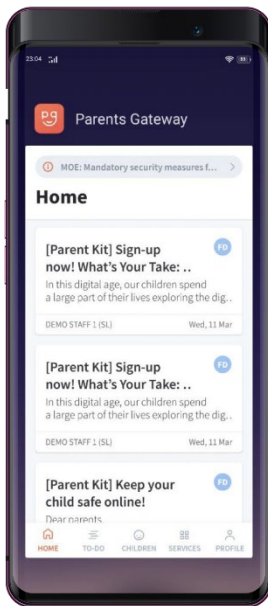 23:04
Parents Gateway
MOE: Mandatory security measures f... >
Home
[Parent Kit] Sign-up FD
now! What's Your Take: ..
In this digital age, our children spend
a large part of their lives exploring the dig..
DEMO STAFF 1 (SL) Wed, 11 Mar
[Parent Kit] Sign-up FD
now! What's Your Take: ..
In this digital age, our children spend
a large part of their lives exploring the dig..
DEMO STAFF 1 (SL) Wed, 11 Mar
[Parent Kit] Keep your FD
child safe online!
Dear parents
HOME TO-DO CHILDREN SERVICES PROFILE